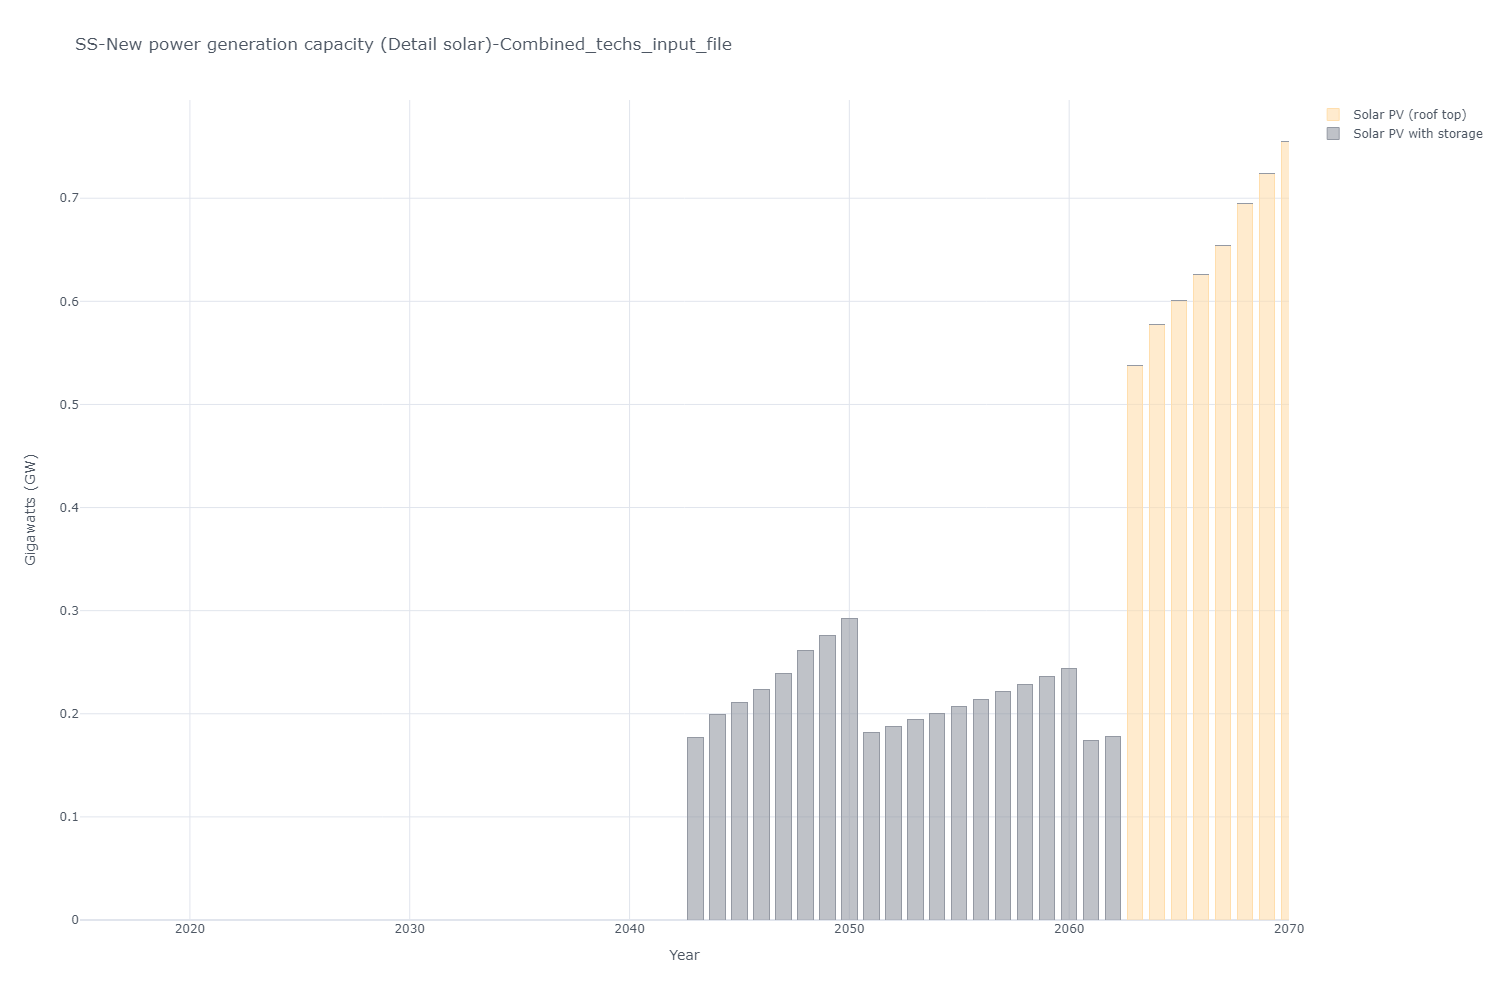 SS-New power generation capacity (Detail solar)-Combined_techs_input_file
Solar PV (roof top)
Solar PV with storage
Gigawatts (GW)
0.7
0.6
0.5
0.4
0.3
0.2
0.1
0
2020
2030
2040
2050
2060
2070
Year